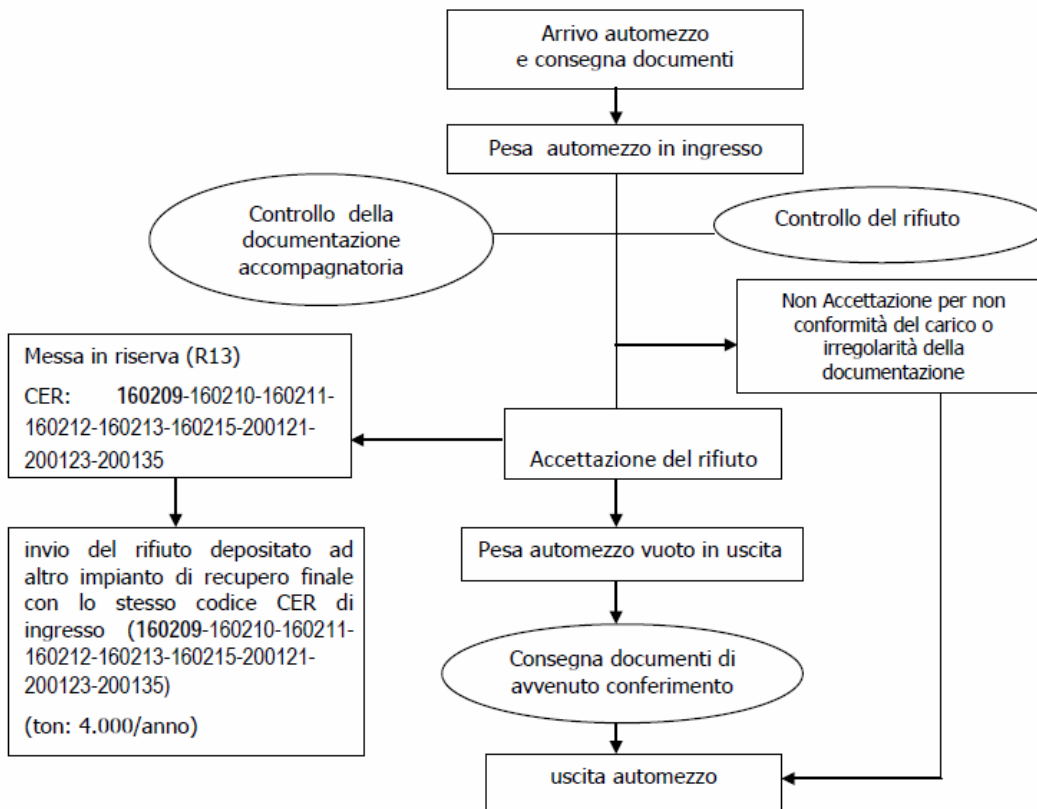 Arrivo automezzo
e consegna documenti
Pesa automezzo in ingresso
Controllo della
documentazione
accompagnatoria
Controllo del rifiuto
Non Accettazione per non
conformità del carico o
irregolarità della
documentazione
Messa in riserva (R13)
CER: 160209-160210-160211-
160212-160213-160215-200121-
200123-200135
Accettazione del rifiuto
invio del rifiuto depositato ad
altro impianto di recupero finale
con lo stesso codice CER di
ingresso (160209-160210-160211-
160212-160213-160215-200121-
200123-200135)
(ton: 4.000/anno)
Pesa automezzo vuoto in uscita
Consegna documenti di
avvenuto conferimento
uscita automezzo